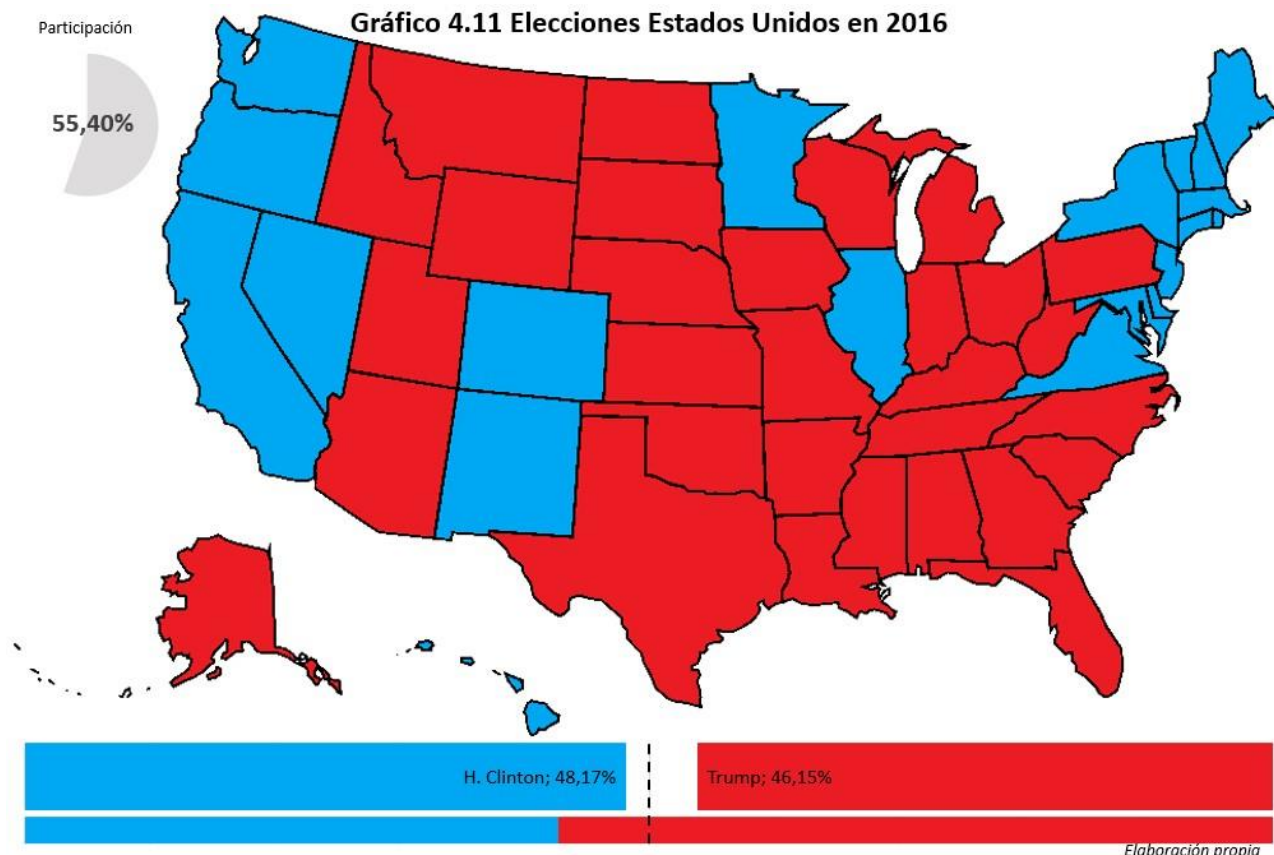 Gráfico 4.11 Elecciones Estados Unidos en 2016
Participación
55,40%
H. Clinton; 48,17%
Trump; 46,15%
Elaboración propia